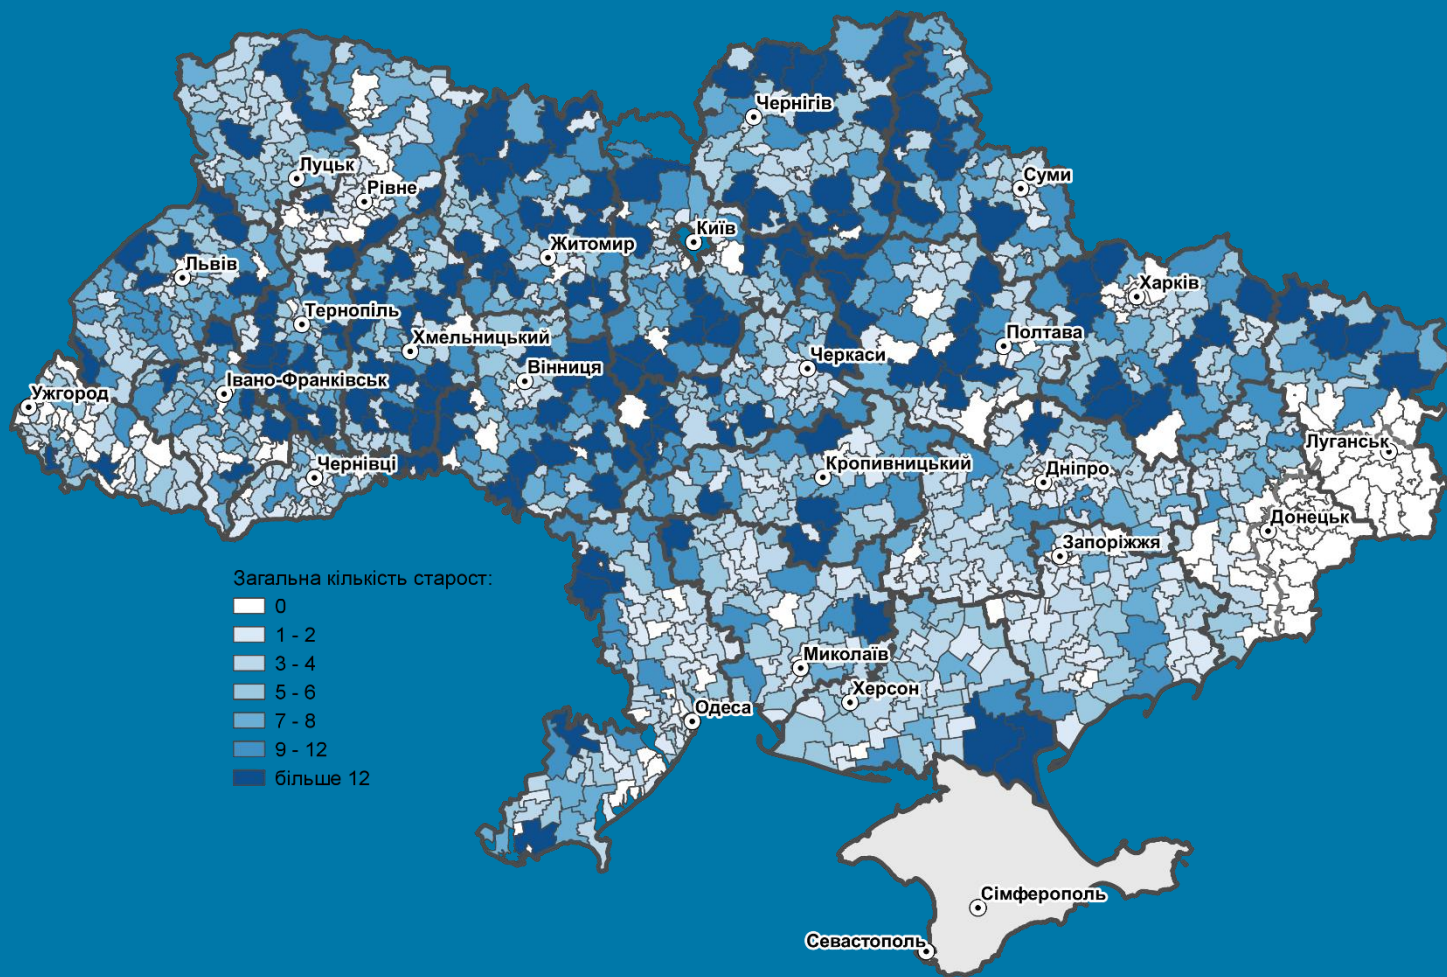 Чернігів
Луцьк
Суми
Рівне
Київ
Житомир
Львів
Харків
Тернопіль
Хмельницький
Полтава
Черкаси
Вінниця
Івано-Франківськ
Ужгород
Луганськ
Чернівці
Кропивницький
Дніпро
Донецьк
Запоріжжя
Загальна кількість старост:
0
1 - 2
3 - 4
5 - 6
7 - 8
9 - 12
більше 12
Миколаїв
Херсон
Одеса
Сімферополь
Севастополь